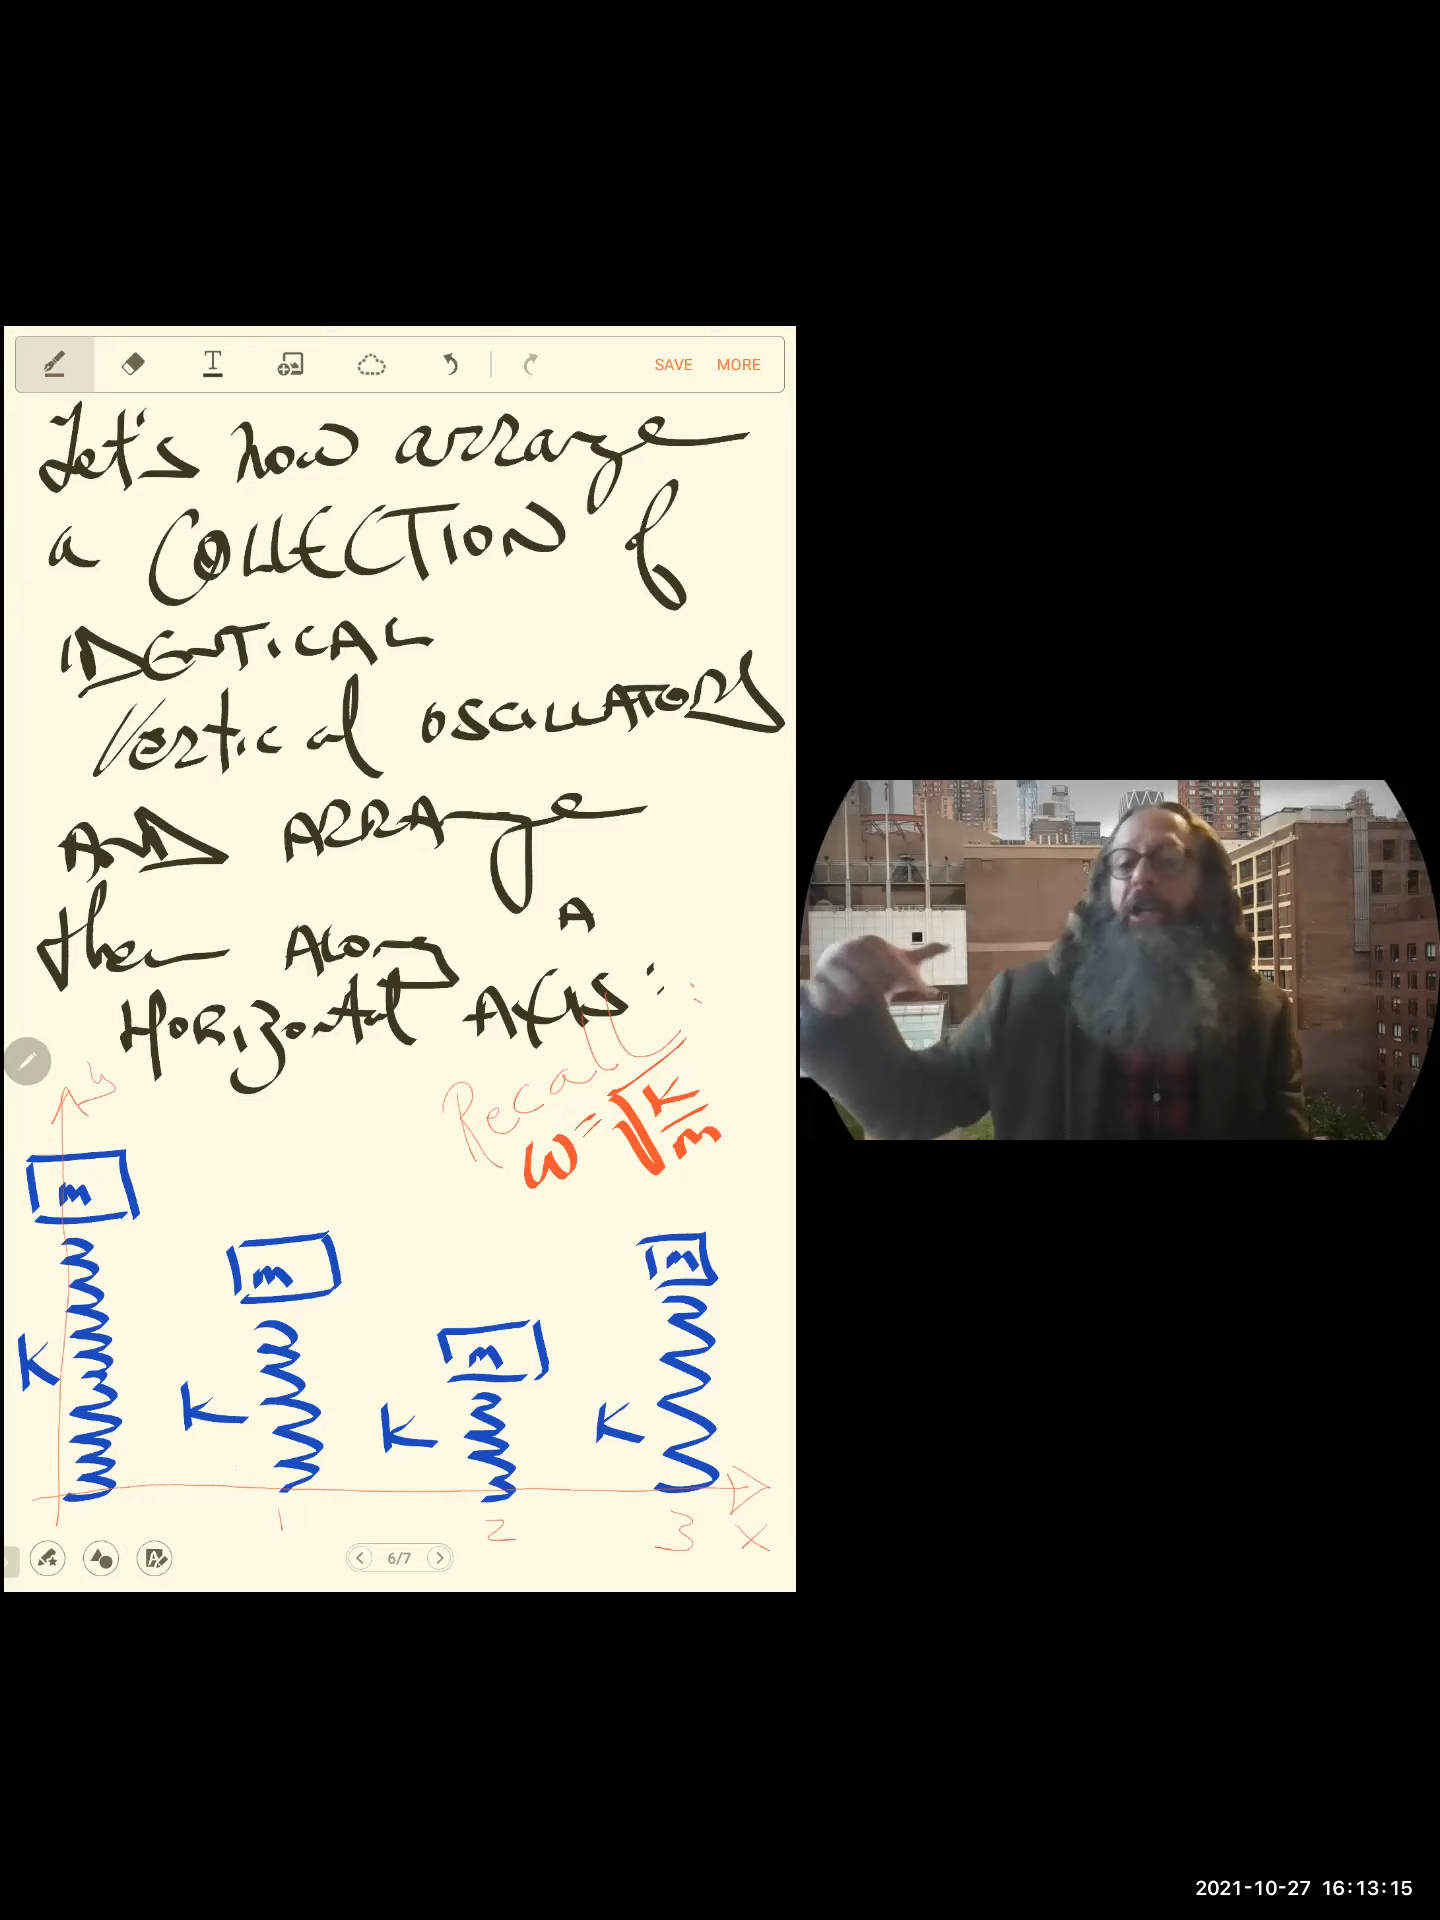 SAVE MORE
Let's now arrange
a COLLECTION of
IDENTICAL
Vertical OSCILLATORY
AND ARRAnge
them Along A
HORIZontAl AXIS:
Recall:
ω=√K/m
y
m
m
m
m
K
K
K
K
1 2 3 X
6/7
2021-10-27 16:13:15